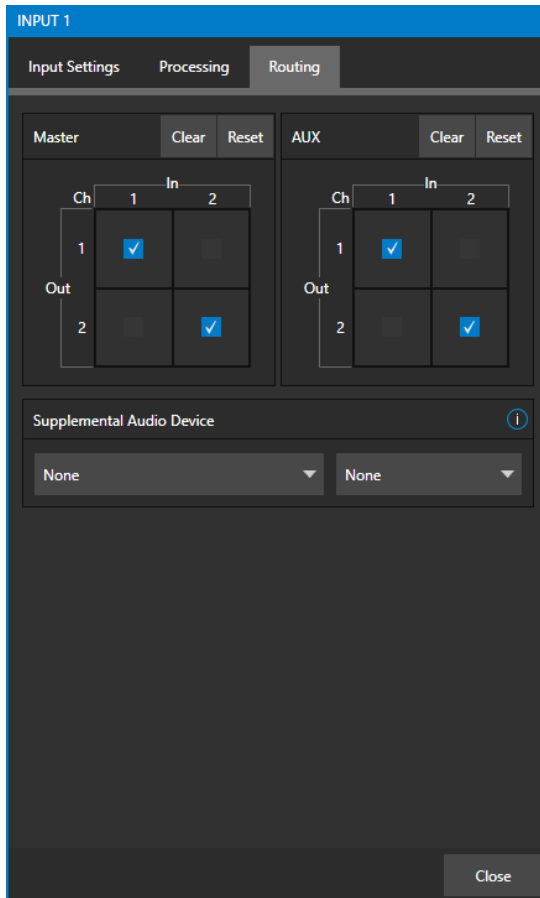 INPUT 1
Input Settings Processing Routing
Master Clear Reset AUX Clear Reset
In In
Ch 1 2 Ch 1 2
1 1
Out Out
2 2
Supplemental Audio Device i
None None
Close